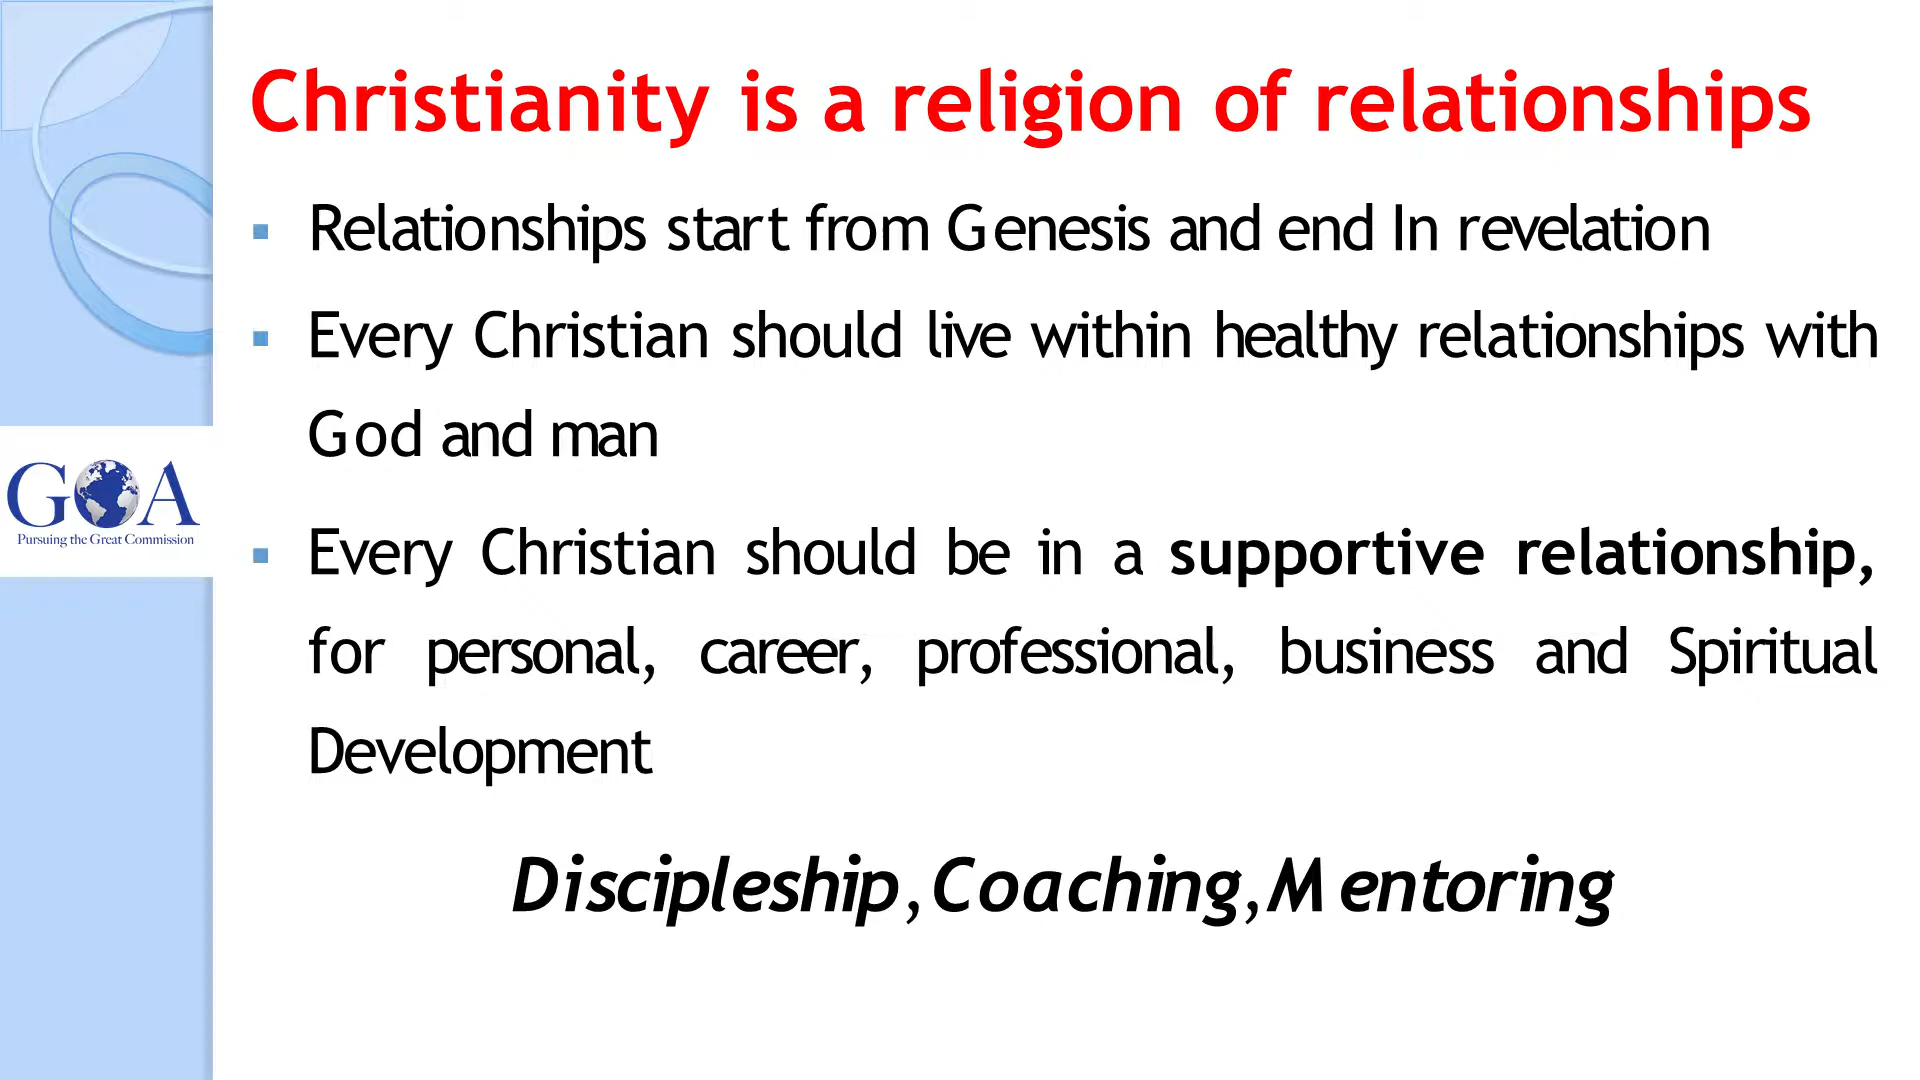 Christianity is a religion of relationships
▪ Relationships start from Genesis and end In revelation
▪ Every Christian should live within healthy relationships with
God and man
GOA
Pursuing the Great Commission
▪ Every Christian should be in a supportive relationship,
for personal, career, professional, business and Spiritual
Development
Discipleship,Coaching,Mentoring